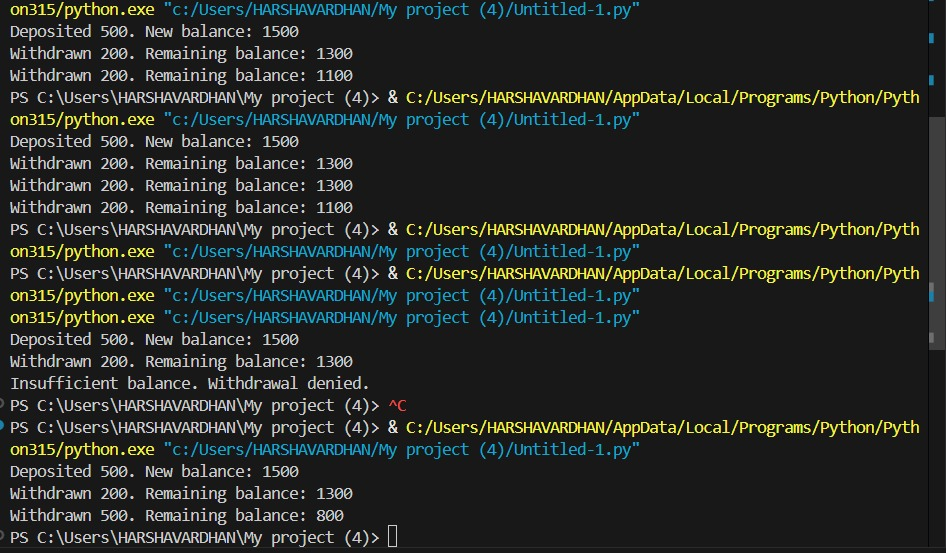 on315/python.exe "c:/Users/HARSHAVARDHAN/My project (4)/Untitled-1.py"
Deposited 500. New balance: 1500
Withdrawn 200. Remaining balance: 1300
Withdrawn 200. Remaining balance: 1100
PS C:\Users\HARSHAVARDHAN\My project (4)> & C:/Users/HARSHAVARDHAN/AppData/Local/Programs/Python/Pyth
on315/python.exe "c:/Users/HARSHAVARDHAN/My project (4)/Untitled-1.py"
Deposited 500. New balance: 1500
Withdrawn 200. Remaining balance: 1300
Withdrawn 200. Remaining balance: 1300
Withdrawn 200. Remaining balance: 1100
PS C:\Users\HARSHAVARDHAN\My project (4)> & C:/Users/HARSHAVARDHAN/AppData/Local/Programs/Python/Pyth
on315/python.exe "c:/Users/HARSHAVARDHAN/My project (4)/Untitled-1.py"
PS C:\Users\HARSHAVARDHAN\My project (4)> & C:/Users/HARSHAVARDHAN/AppData/Local/Programs/Python/Pyth
on315/python.exe "c:/Users/HARSHAVARDHAN/My project (4)/Untitled-1.py"
on315/python.exe "c:/Users/HARSHAVARDHAN/My project (4)/Untitled-1.py"
Deposited 500. New balance: 1500
Withdrawn 200. Remaining balance: 1300
Insufficient balance. Withdrawal denied.
PS C:\Users\HARSHAVARDHAN\My project (4)> ^C
PS C:\Users\HARSHAVARDHAN\My project (4)> & C:/Users/HARSHAVARDHAN/AppData/Local/Programs/Python/Pyth
on315/python.exe "c:/Users/HARSHAVARDHAN/My project (4)/Untitled-1.py"
Deposited 500. New balance: 1500
Withdrawn 200. Remaining balance: 1300
Withdrawn 500. Remaining balance: 800
PS C:\Users\HARSHAVARDHAN\My project (4)>